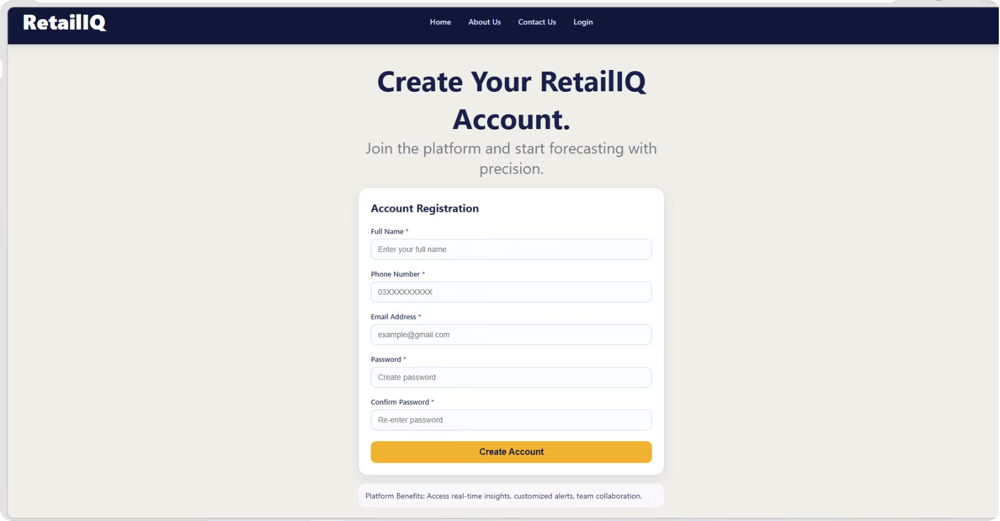 RetailIQ
Home
About Us
Contact Us
Login
Create Your RetailIQ
Account.
Join the platform and start forecasting with
precision.
Account Registration
Full Name *
Enter your full name
Phone Number *
03XXXXXXXXX
Email Address *
example@gmail.com
Password *
Create password
Confirm Password *
Re-enter password
Create Account
Platform Benefits: Access real-time insights, customized alerts, team collaboration.